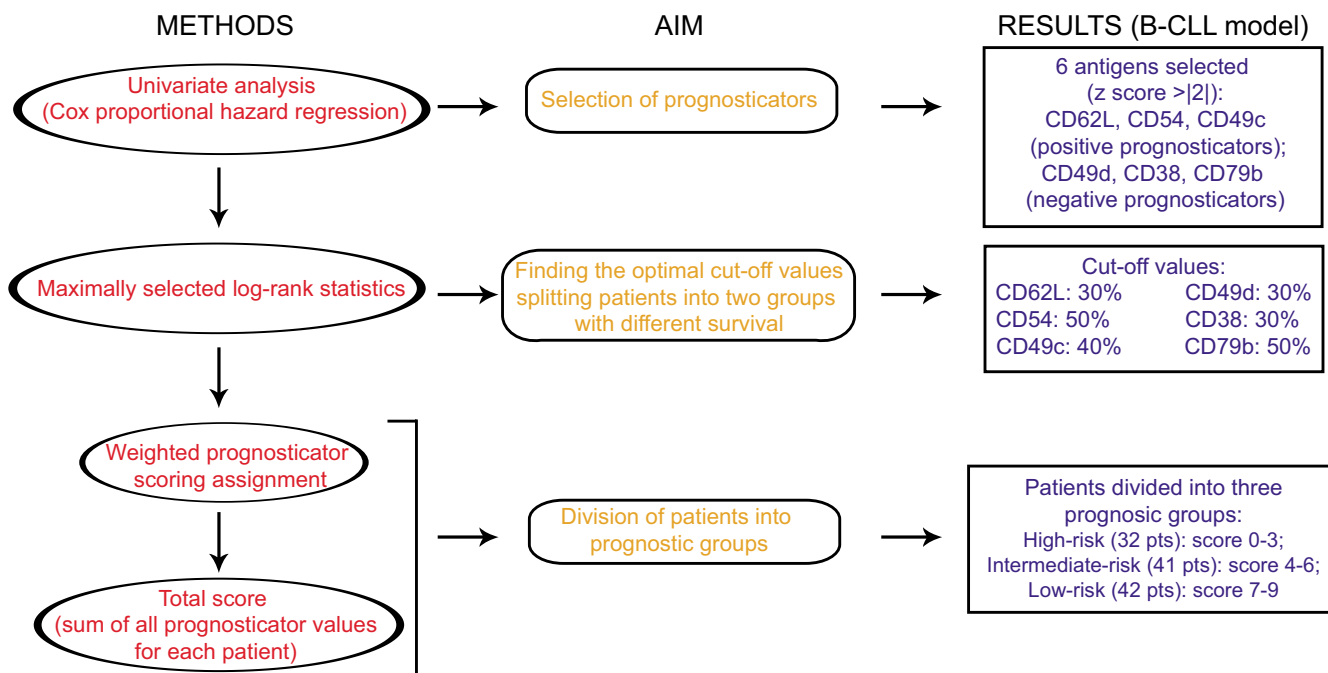 METHODS
AIM
RESULTS (B-CLL model)
Univariate analysis
(Cox proportional hazard regression)
Selection of prognosticators
6 antigens selected
(z score >|2|):
CD62L, CD54, CD49c
(positive prognosticators);
CD49d, CD38, CD79b
(negative prognosticators)
Maximally selected log-rank statistics
Finding the optimal cut-off values
splitting patients into two groups
with different survival
Cut-off values:
CD62L: 30% CD49d: 30%
CD54: 50% CD38: 30%
CD49c: 40% CD79b: 50%
Weighted prognosticator
scoring assignment
Total score
(sum of all prognosticator values
for each patient)
Division of patients into
prognostic groups
Patients divided into three
prognosic groups:
High-risk (32 pts): score 0-3;
Intermediate-risk (41 pts): score 4-6;
Low-risk (42 pts): score 7-9